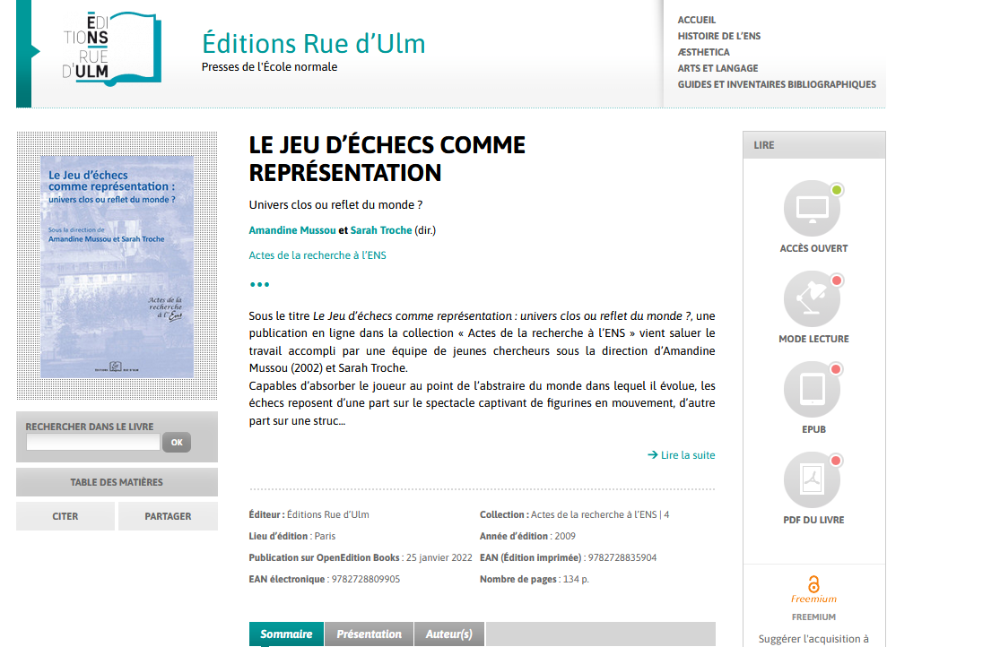 ÉDI
TIONS
RUE
D'ULM
Éditions Rue d’Ulm
Presses de l'École normale
ACCUEIL
HISTOIRE DE L’ENS
ÆSTHETICA
ARTS ET LANGAGE
GUIDES ET INVENTAIRES BIBLIOGRAPHIQUES
Le Jeu d’échecs
comme représentation :
univers clos ou reflet du monde ?
Sous la direction de
Amandine Mussou et Sarah Troche
Actes de la
recherche
à l’Ens
ÉDITIONS RUE D’ULM
RECHERCHER DANS LE LIVRE
OK
TABLE DES MATIÈRES
CITER
PARTAGER
LE JEU D’ÉCHECS COMME
REPRÉSENTATION
Univers clos ou reflet du monde ?
Amandine Mussou et Sarah Troche (dir.)
Actes de la recherche à l’ENS
Sous le titre Le Jeu d’échecs comme représentation : univers clos ou reflet du monde ?, une
publication en ligne dans la collection « Actes de la recherche à l’ENS » vient saluer le
travail accompli par une équipe de jeunes chercheurs sous la direction d’Amandine
Mussou (2002) et Sarah Troche.
Capables d’absorber le joueur au point de l’abstraire du monde dans lequel il évolue, les
échecs reposent d’une part sur le spectacle captivant de figurines en mouvement, d’autre
part sur une struc...
→ Lire la suite
Éditeur : Éditions Rue d’Ulm
Collection : Actes de la recherche à l’ENS | 4
Lieu d’édition : Paris
Année d’édition : 2009
Publication sur OpenEdition Books : 25 janvier 2022
EAN (Édition imprimée) : 9782728835904
EAN électronique : 9782728809905
Nombre de pages : 134 p.
Sommaire
Présentation
Auteur(s)
LIRE
ACCÈS OUVERT
MODE LECTURE
EPUB
PDF DU LIVRE
Freemium
FREEMIUM
Suggérer l'acquisition à